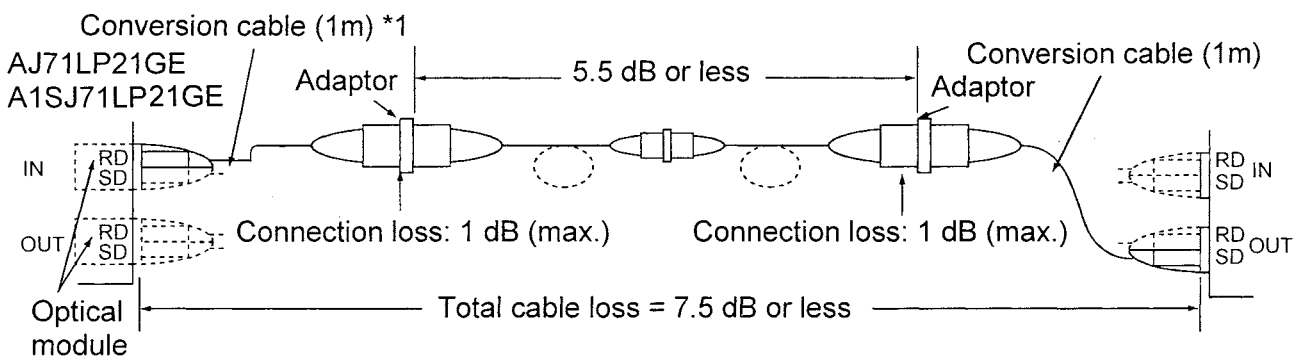 Conversion cable (1m) *1
AJ71LP21GE
A1SJ71LP21GE
Adaptor
5.5 dB or less
Conversion cable (1m)
Adaptor
IN
RD
SD
RD
SD
IN
OUT
RD
SD
Connection loss: 1 dB (max.)
Connection loss: 1 dB (max.)
RD
SD
OUT
Optical
module
Total cable loss = 7.5 dB or less